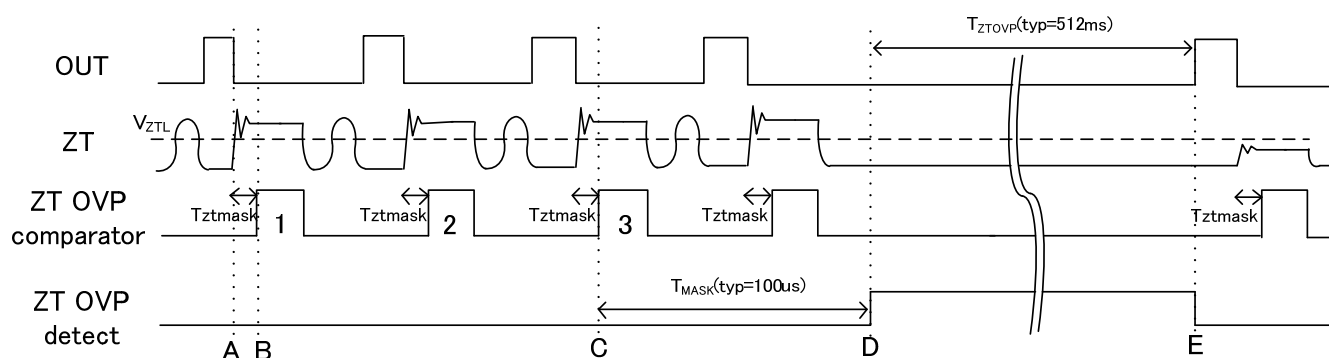 TZTOVP(typ=512ms)
OUT
VZTL
ZT
ZT OVP
comparator
Tztmask
1
Tztmask
2
Tztmask
3
Tztmask
Tztmask
TMASK(typ=100us)
ZT OVP
detect
A B C D E